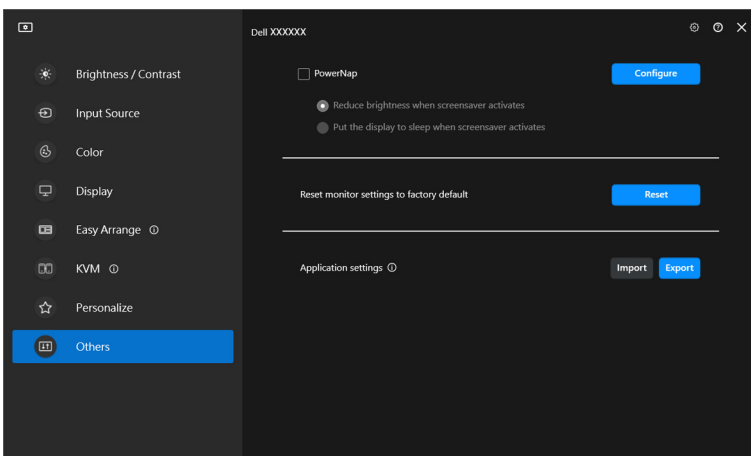 Dell XXXXXX
Brightness / Contrast
Input Source
Color
Display
Easy Arrange
KVM
Personalize
Others
PowerNap
Configure
Reduce brightness when screensaver activates
Put the display to sleep when screensaver activates
Reset monitor settings to factory default
Reset
Application settings
Import
Export